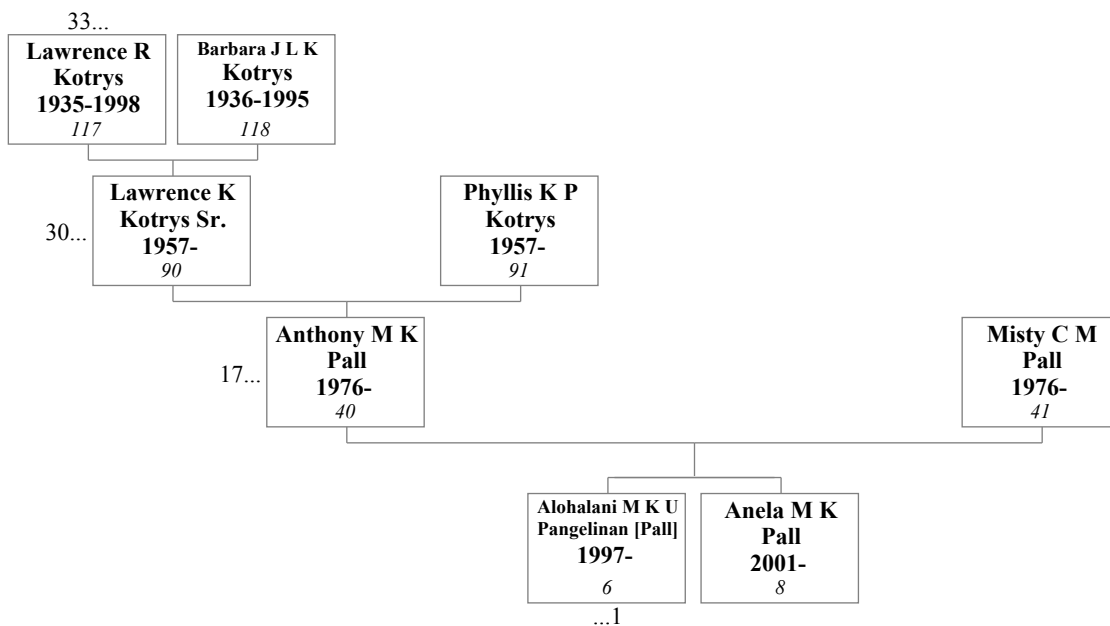 33...
Lawrence R
Kotrys
1935-1998
117
Barbara J L K
Kotrys
1936-1995
118
30...
Lawrence K
Kotrys Sr.
1957-
90
Phyllis K P
Kotrys
1957-
91
17...
Anthony M K
Pall
1976-
40
Misty C M
Pall
1976-
41
Alohalani M K U
Pangelinan [Pall]
1997-
6
...1
Anela M K
Pall
2001-
8